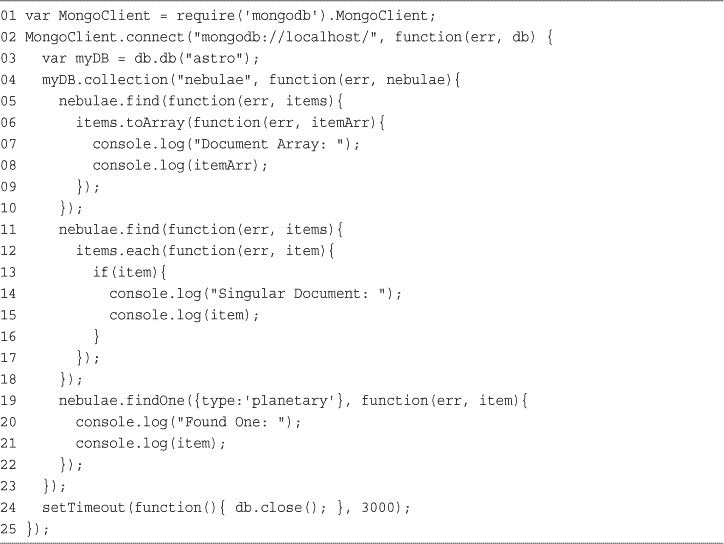 01 var MongoClient = require('mongodb').MongoClient;
02 MongoClient.connect("mongodb://localhost/", function(err, db) {
03   var myDB = db.db("astro");
04   myDB.collection("nebulae", function(err, nebulae){
05     nebulae.find(function(err, items){
06       items.toArray(function(err, itemArr){
07         console.log("Document Array: ");
08         console.log(itemArr);
09       });
10     });
11     nebulae.find(function(err, items){
12       items.each(function(err, item){
13         if(item){
14           console.log("Singular Document: ");
15           console.log(item);
16         }
17       });
18     });
19     nebulae.findOne({type:'planetary'}, function(err, item){
20       console.log("Found One: ");
21       console.log(item);
22     });
23   });
24   setTimeout(function(){ db.close(); }, 3000);
25 });